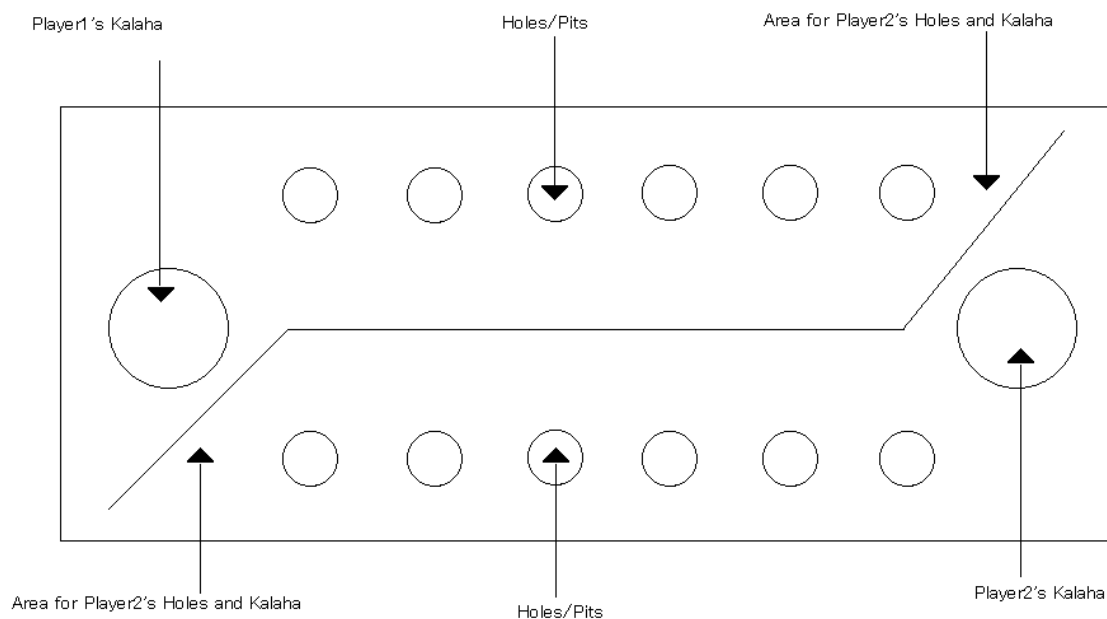 Player1's Kalaha
Holes/Pits
Area for Player2's Holes and Kalaha
Area for Player2's Holes and Kalaha
Holes/Pits
Player2's Kalaha